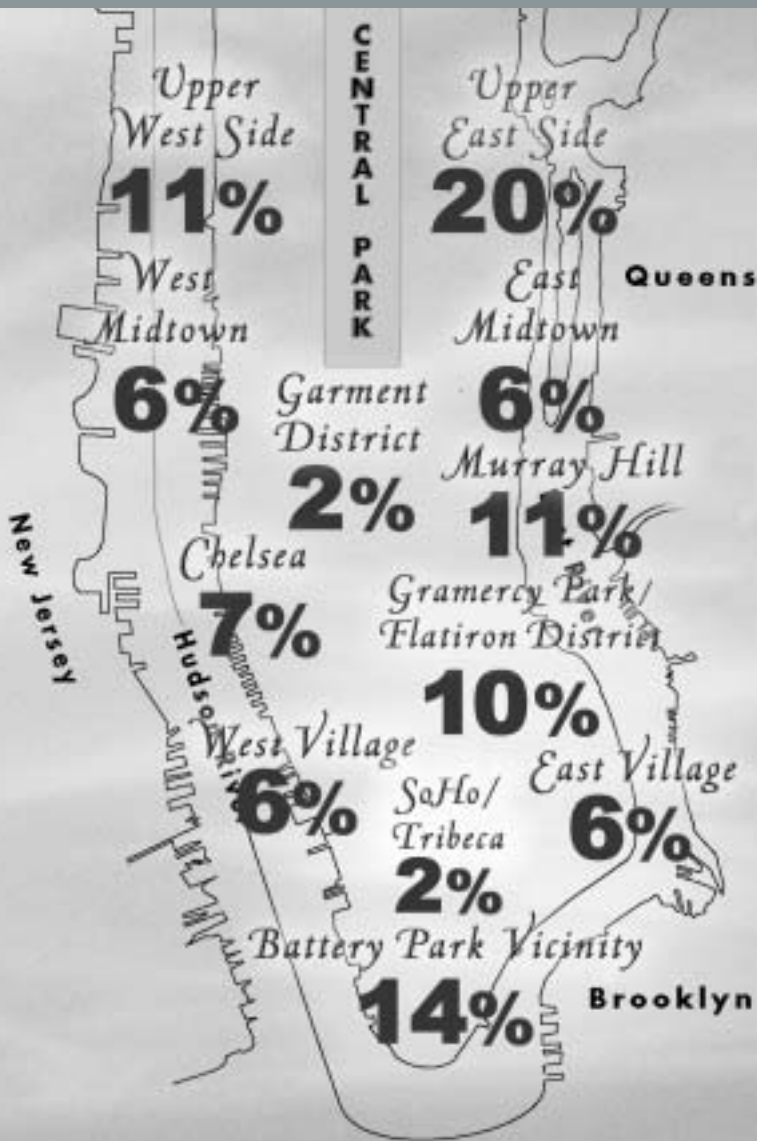 CENTRAL PARK
Upper
West Side
11%
Upper
East Side
20%
West
Midtown
6%
East
Midtown
6%
Queens
Garment
District
2%
Murray Hill
11%
New Jersey
Chelsea
7%
Gramercy Park/
Flatiron District
10%
Hudson River
West Village
6%
SoHo/
Tribeca
2%
East Village
6%
Battery Park Vicinity
14%
Brooklyn